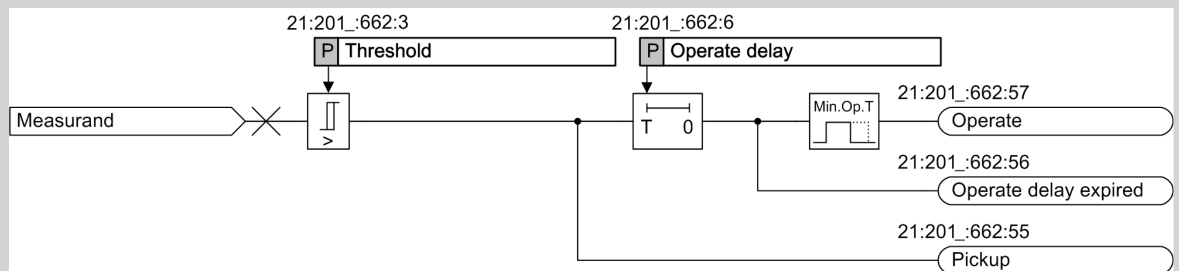 21:201_:662:3
21:201_:662:6
P Threshold
P Operate delay
21:201_:662:57
Min.Op.T
Measurand
>
T 0
Operate
21:201_:662:56
Operate delay expired
21:201_:662:55
Pickup